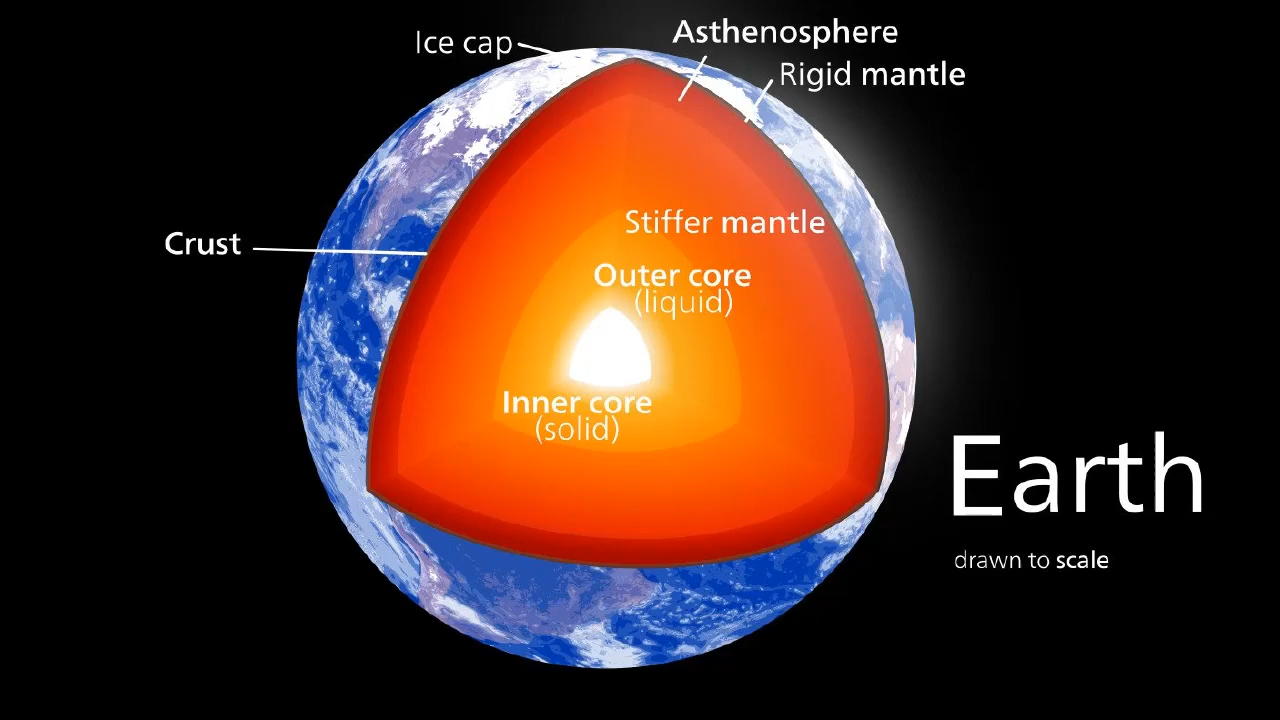 Ice cap
Asthenosphere
Rigid mantle
Crust
Stiffer mantle
Outer core
(liquid)
Inner core
(solid)
Earth
drawn to scale